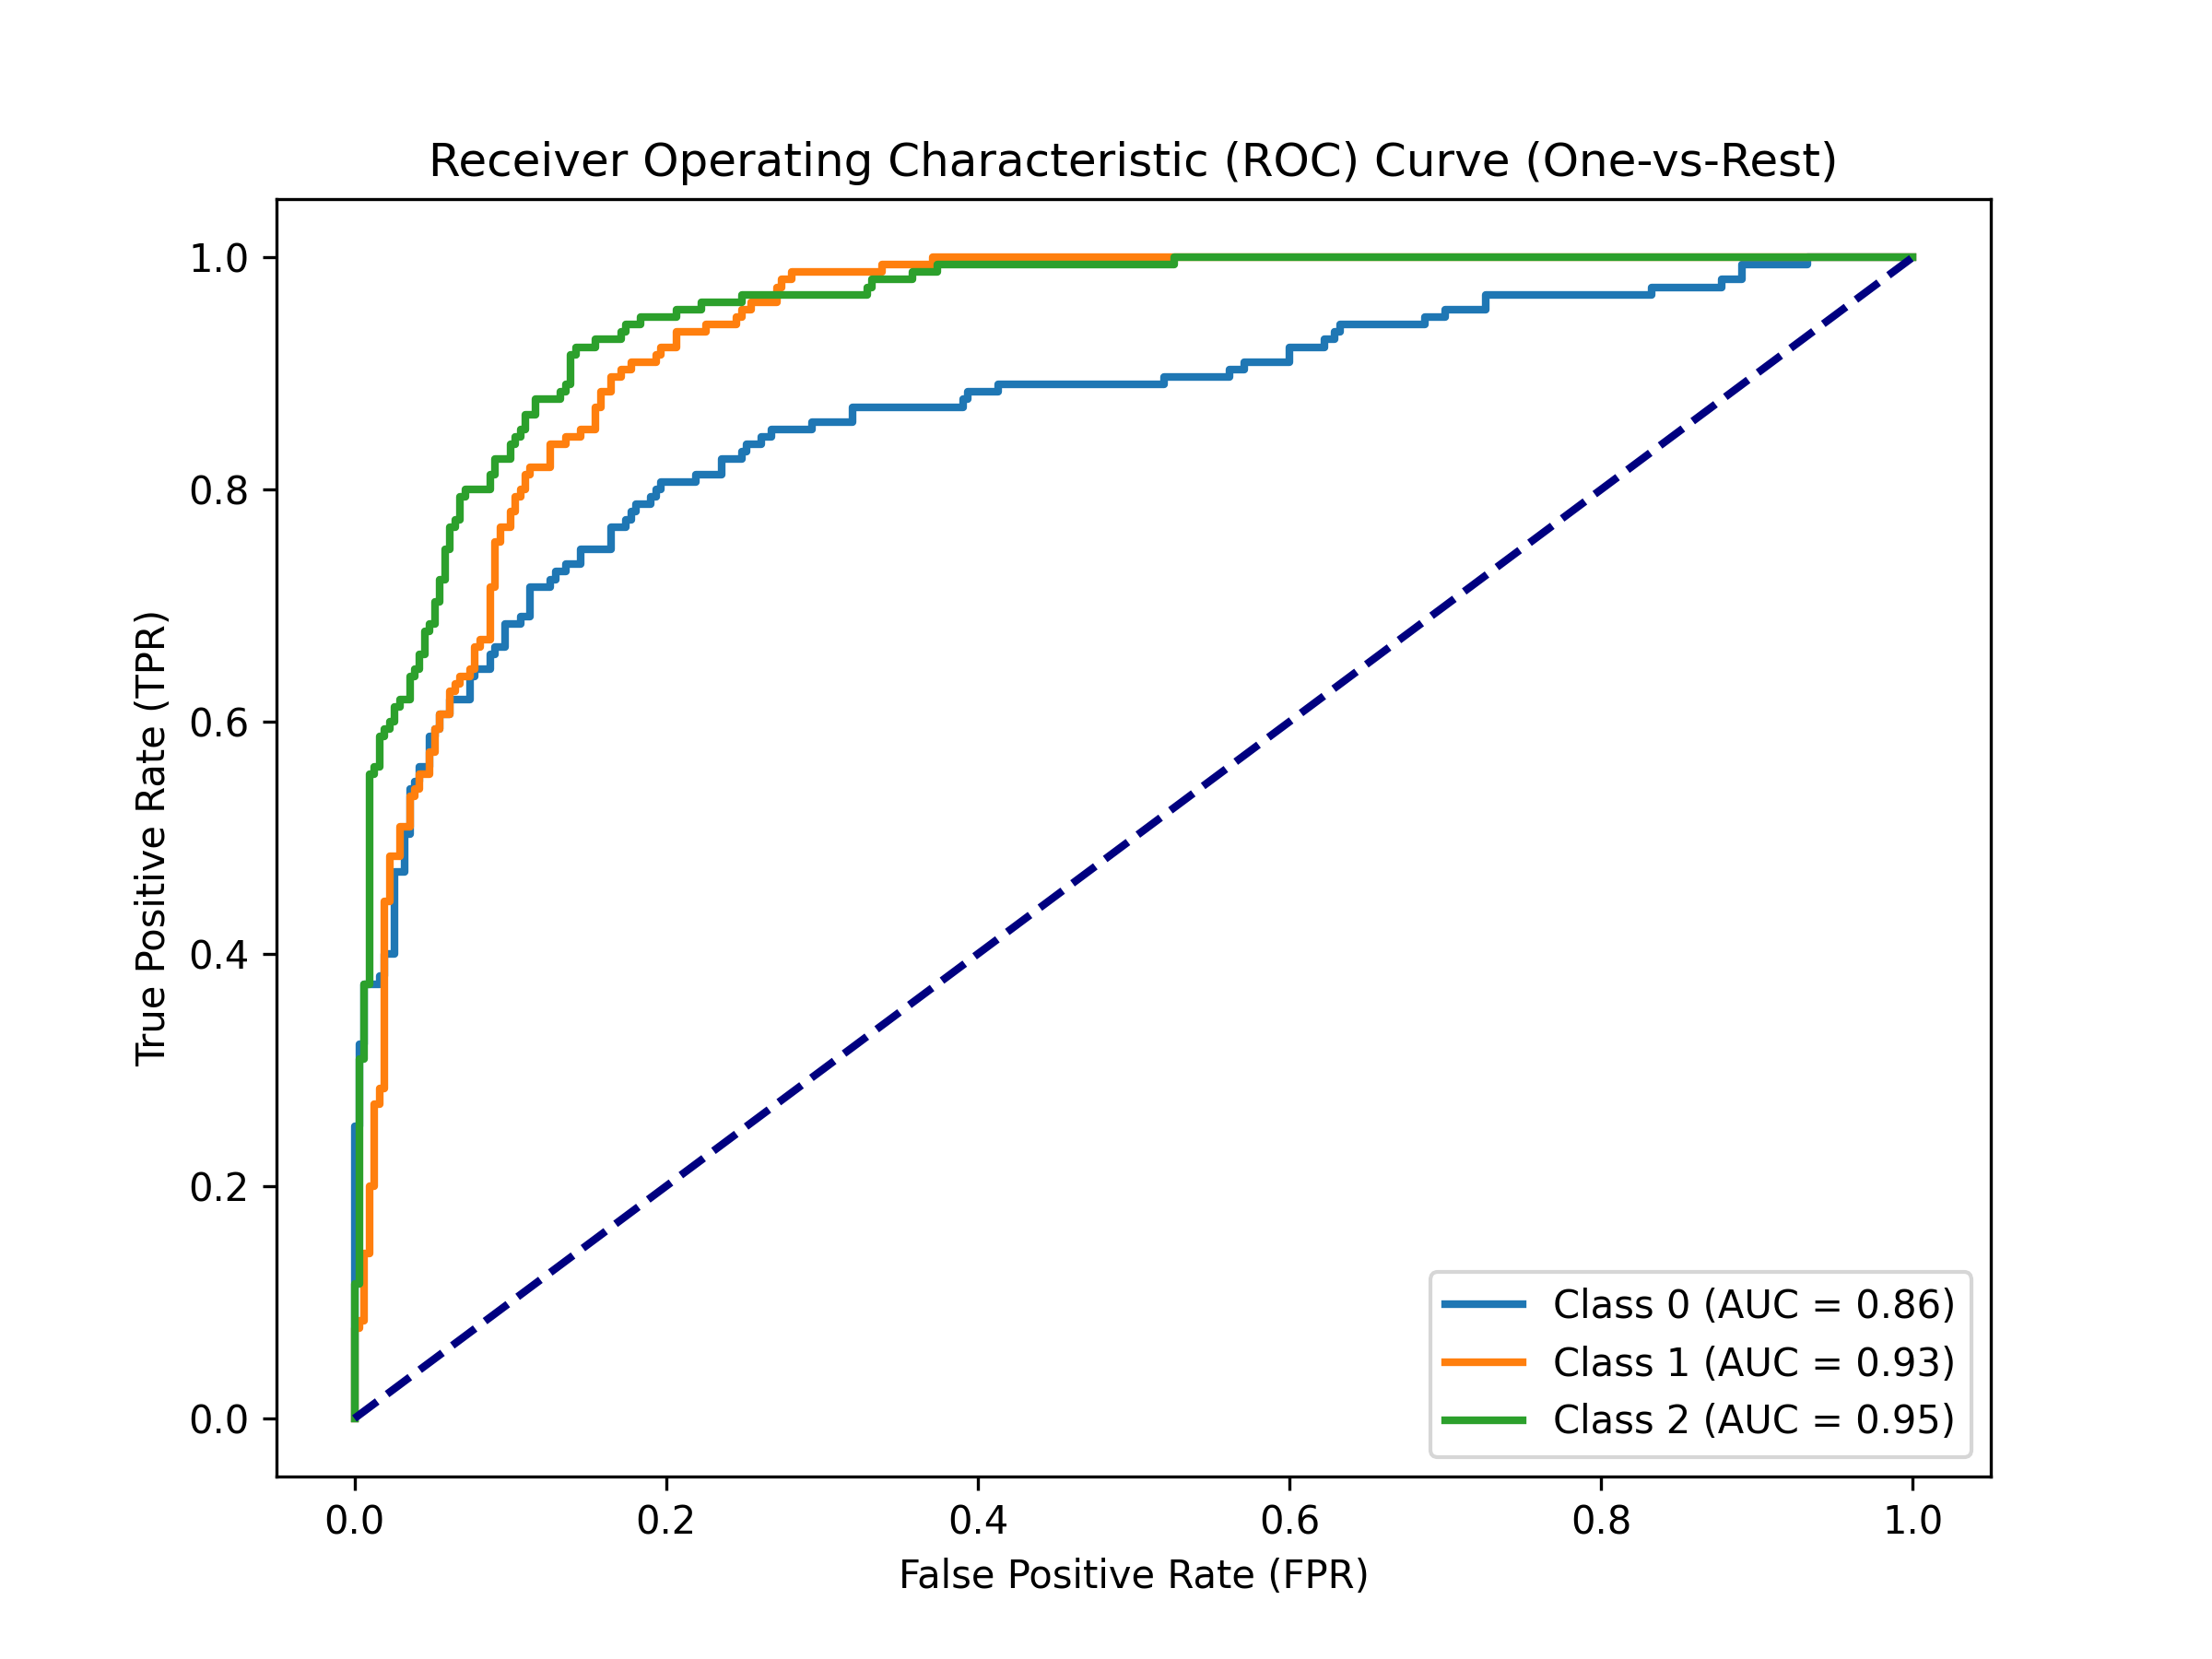 Receiver Operating Characteristic (ROC) Curve (One-vs-Rest)
1.0
0.8
0.6
0.4
0.2
0.0
True Positive Rate (TPR)
0.0 0.2 0.4 0.6 0.8 1.0
False Positive Rate (FPR)
Class 0 (AUC = 0.86)
Class 1 (AUC = 0.93)
Class 2 (AUC = 0.95)